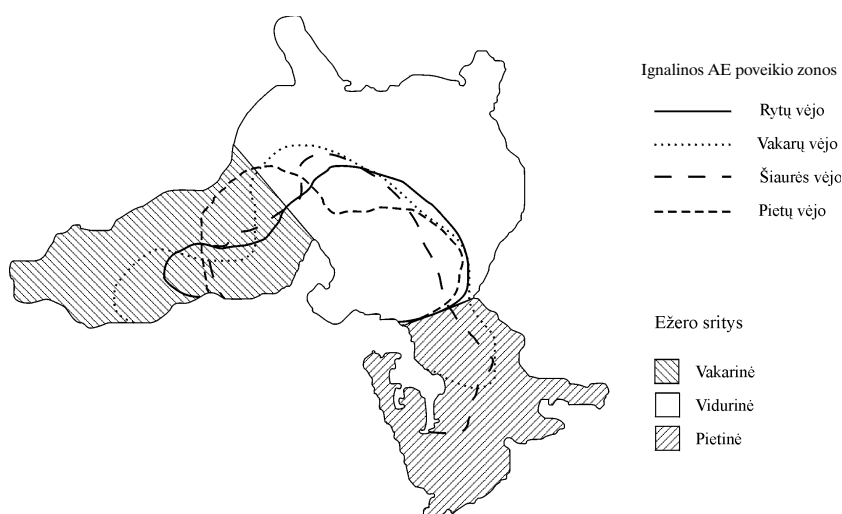 Ignalinos AE poveikio zonos
Rytų vėjo
Vakarų vėjo
Šiaurės vėjo
Pietų vėjo
Ežero sritys
Vakarinė
Vidurinė
Pietinė